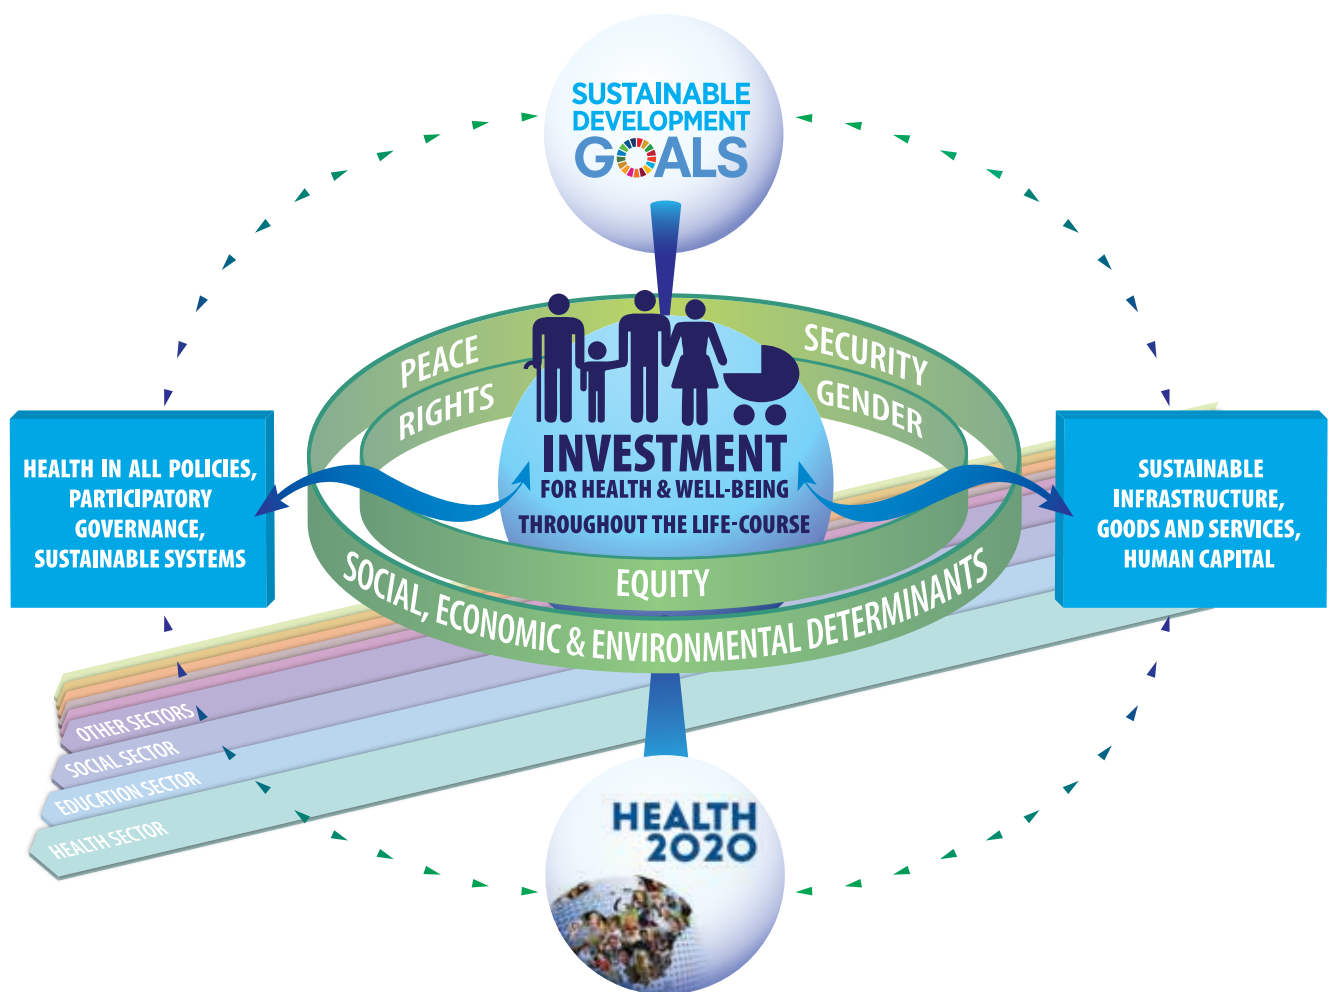 SUSTAINABLE
DEVELOPMENT
GOALS
PEACE
SECURITY
RIGHTS
GENDER
INVESTMENT
FOR HEALTH & WELL-BEING
THROUGHOUT THE LIFE-COURSE
HEALTH IN ALL POLICIES,
PARTICIPATORY
GOVERNANCE,
SUSTAINABLE SYSTEMS
SUSTAINABLE
INFRASTRUCTURE,
GOODS AND SERVICES,
HUMAN CAPITAL
EQUITY
SOCIAL, ECONOMIC & ENVIRONMENTAL DETERMINANTS
OTHER SECTORS
SOCIAL SECTOR
EDUCATION SECTOR
HEALTH SECTOR
HEALTH
2020